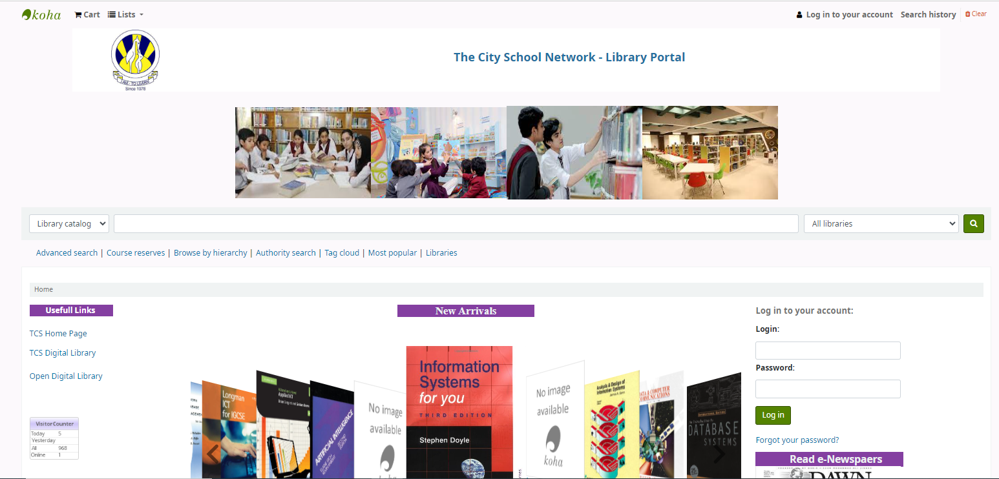 koha Cart Lists Log in to your account Search history Clear
The City School Network - Library Portal
I AM - TO LEARN
Since 1978
Library catalog All libraries
Advanced search | Course reserves | Browse by hierarchy | Authority search | Tag cloud | Most popular | Libraries
Home
Usefull Links
TCS Home Page
TCS Digital Library
Open Digital Library
VisitorCounter
Today 5
Yesterday
All 968
Online 1
New Arrivals
Longman
ICT
for IGCSE
Applied ICT
ARTIFICIAL INTELLIGENCE
No image
available
koha
Information
Systems
for you
THIRD EDITION
Stephen Doyle
No image
available
koha
Analysis & Design
of Information Systems
DATA & COMPUTER
COMMUNICATIONS
An Introduction to
DATABASE
SYSTEMS
Log in to your account:
Login:
Password:
Log in
Forgot your password?
Read e-Newspaers
DAWN